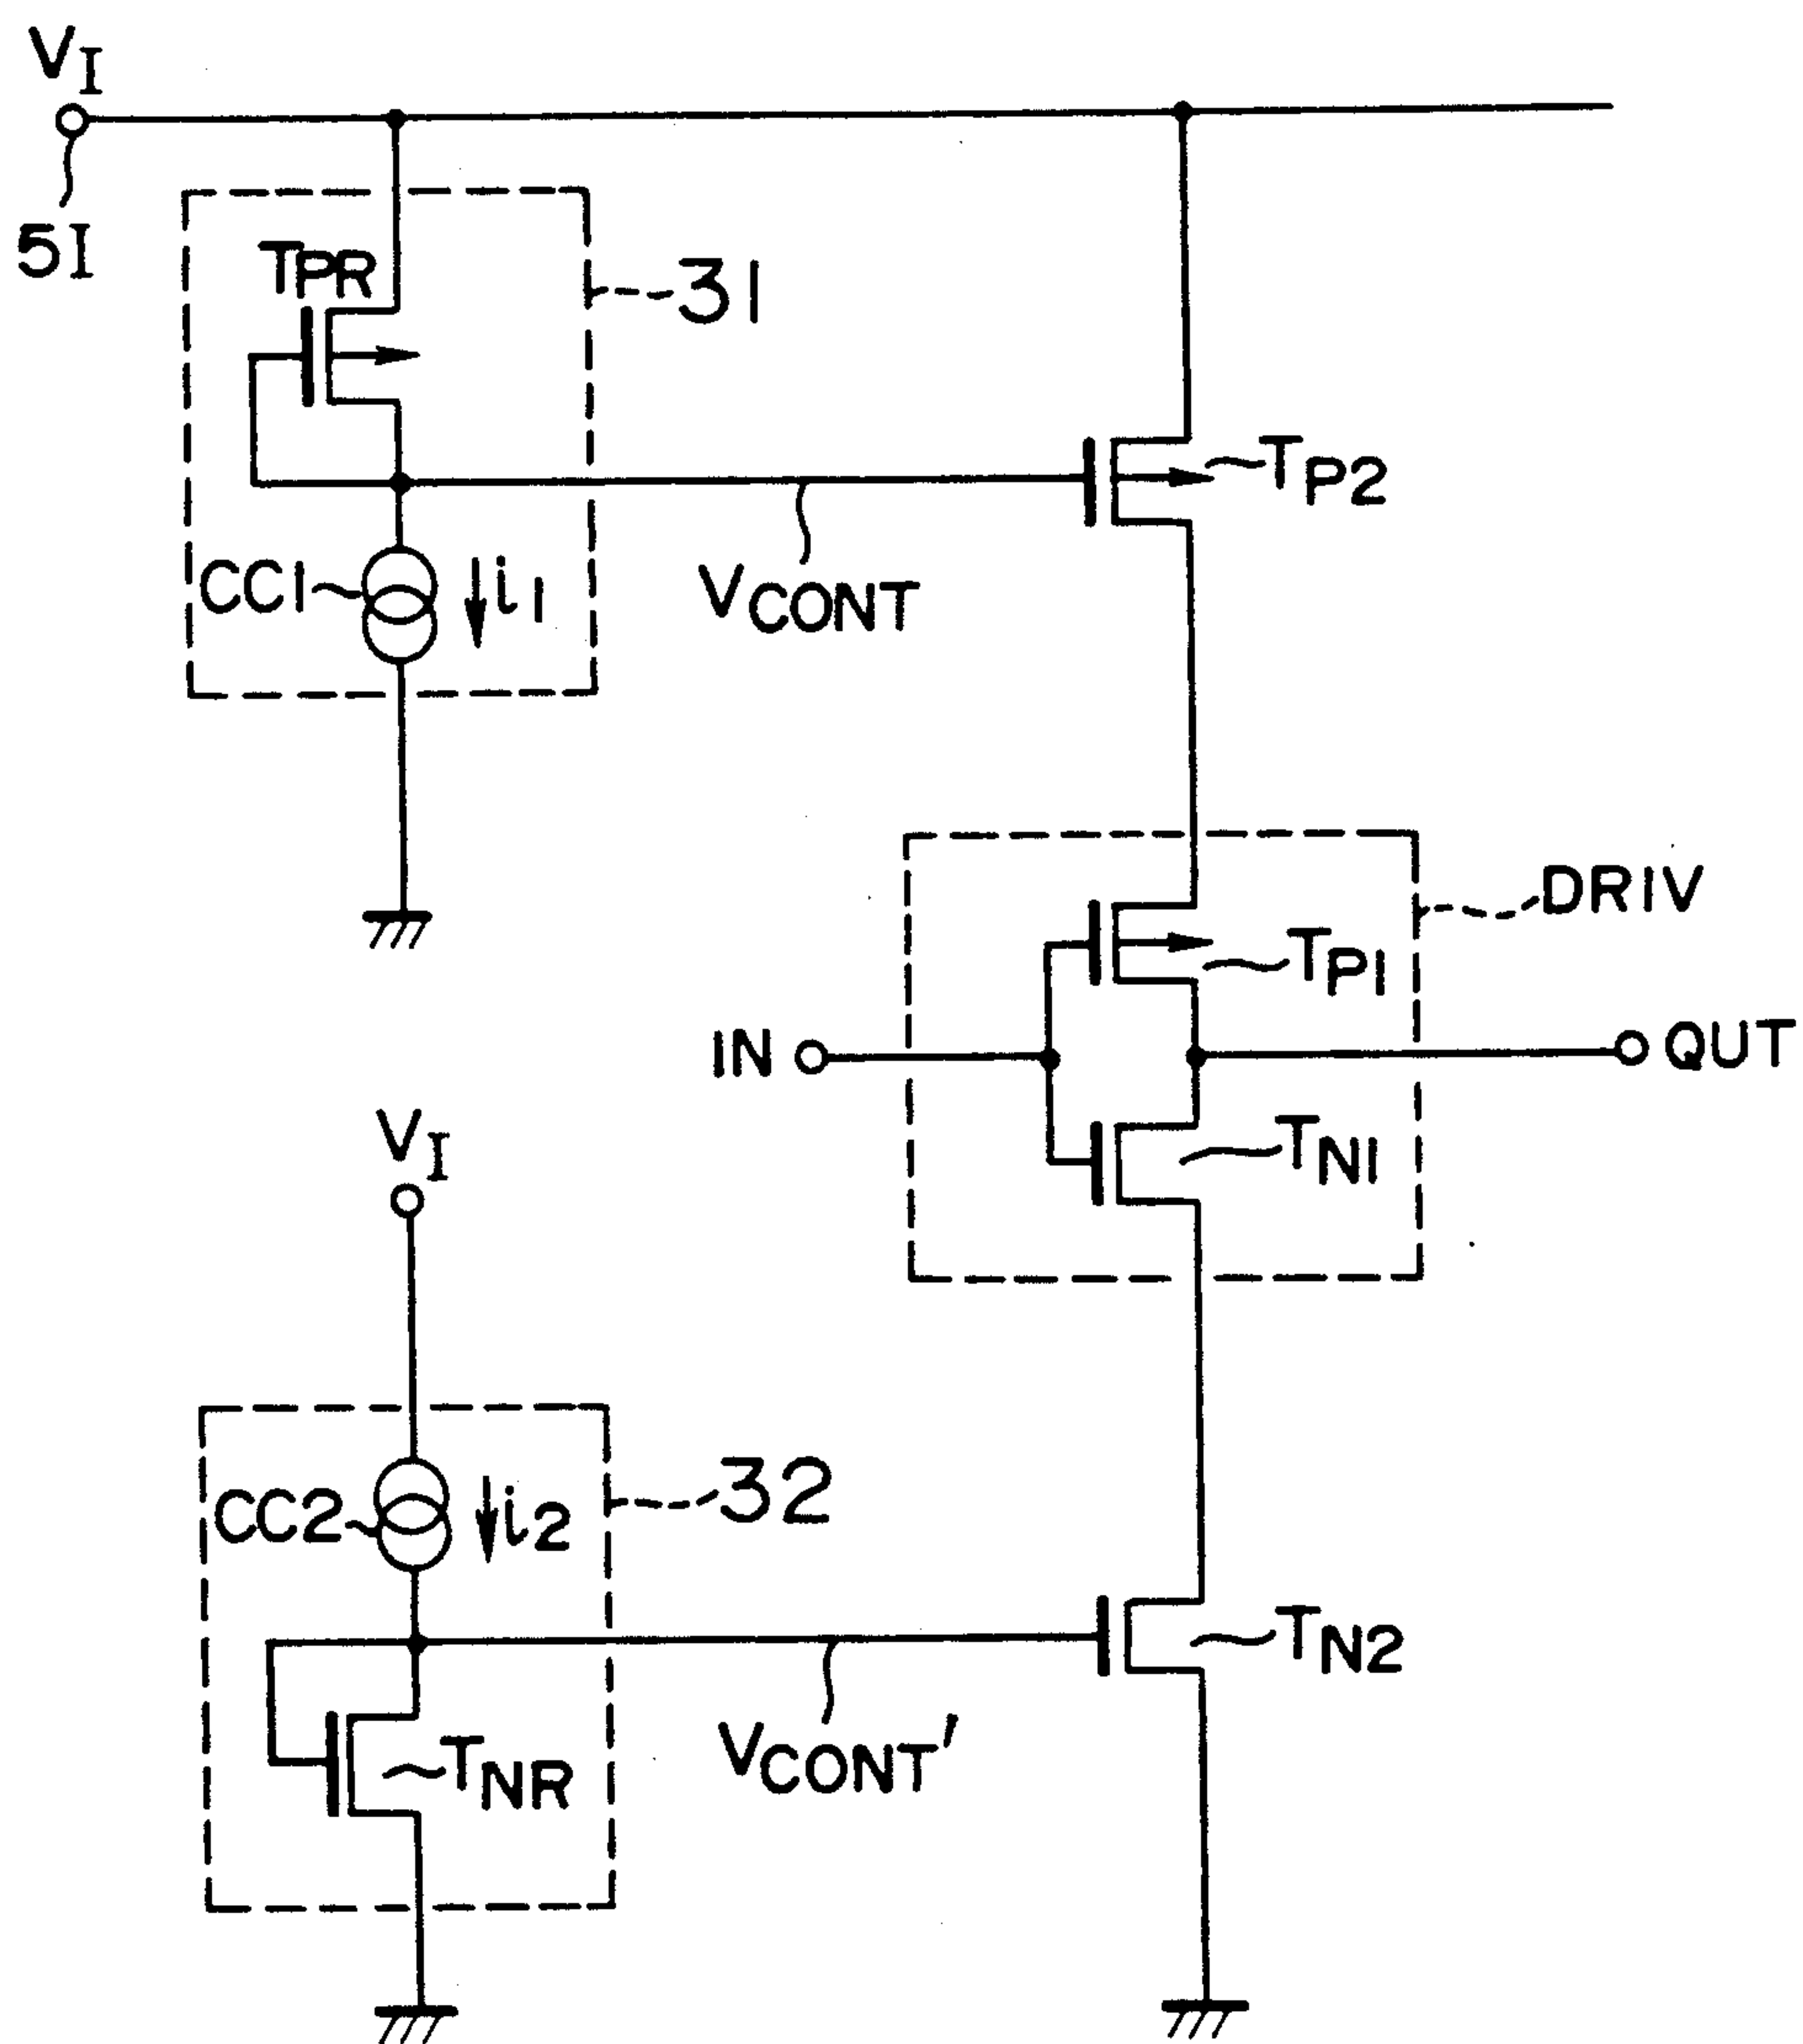 VI
5I
TPR
31
TP2
CC1
i1
VCONT
DRIV
TP1
IN
QUT
TN1
VI
CC2
i2
32
TN2
VCONT'
TNR